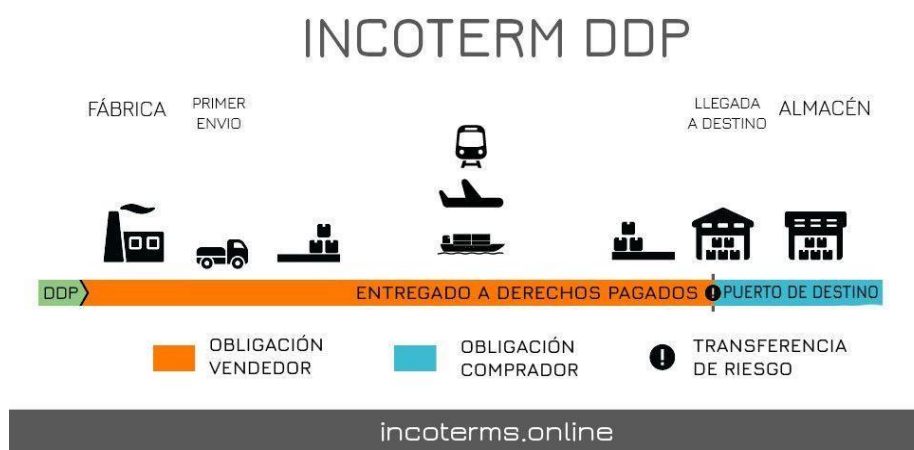 INCOTERM DDP
FÁBRICA
PRIMER
ENVIO
LLEGADA
A DESTINO
ALMACÉN
DDP
ENTREGADO A DERECHOS PAGADOS
PUERTO DE DESTINO
OBLIGACIÓN
VENDEDOR
OBLIGACIÓN
COMPRADOR
TRANSFERENCIA
DE RIESGO
incoterms.online